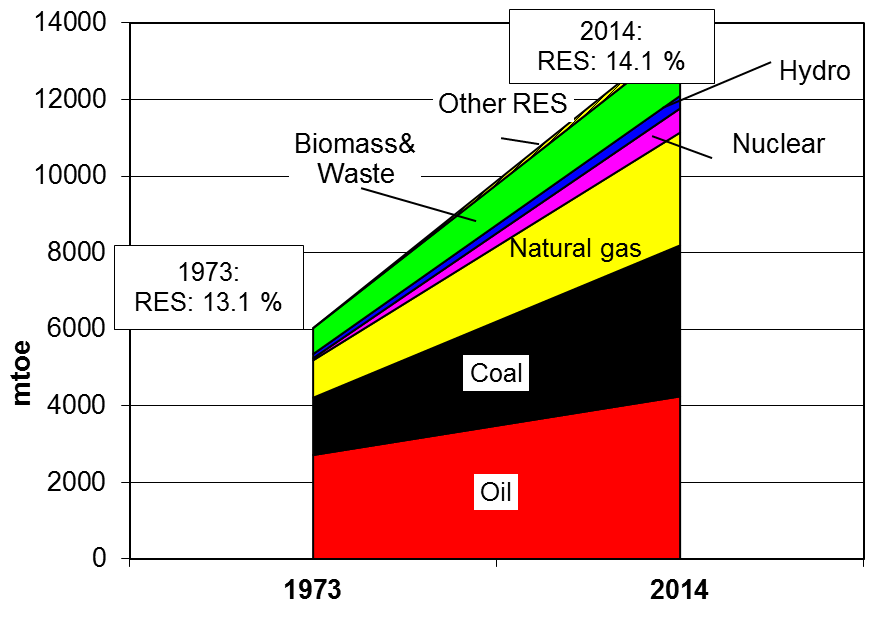 14000
12000
10000
8000
6000
4000
2000
0
mtoe
2014:
RES: 14.1 %
Hydro
Other RES
Nuclear
Biomass&
Waste
Natural gas
1973:
RES: 13.1 %
Coal
Oil
1973
2014